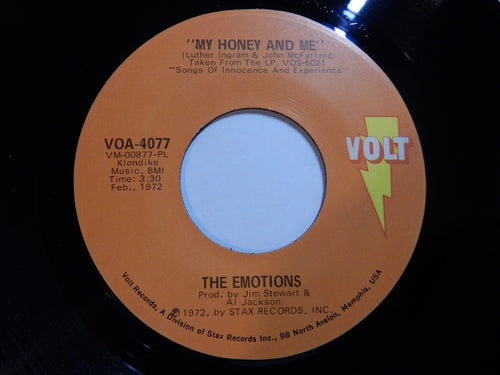 "MY HONEY AND ME"
(Luther Ingram & John McFarland)
Taken From The LP, VOS-6021
"Songs Of Innocence And Experience"
VOA-4077
VM-00877-PL
Klondike
Music, BMI
Time: 3:30
Feb., 1972
VOLT
THE EMOTIONS
Prod. by Jim Stewart &
Al Jackson
℗1972, by STAX RECORDS, INC.
Volt Records, A Division of Stax Records Inc., 98 North Avalon, Memphis, USA